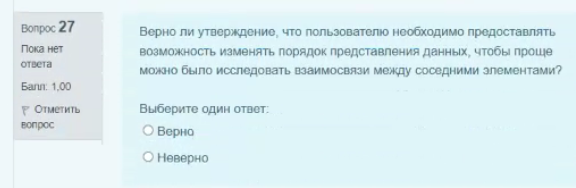 Вопрос 27
Пока нет
ответа
Балл: 1,00
Отметить
вопрос
Верно ли утверждение, что пользователю необходимо предоставлять
возможность изменять порядок представления данных, чтобы проще
можно было исследовать взаимосвязи между соседними элементами?
Выберите один ответ:
Верно
Неверно